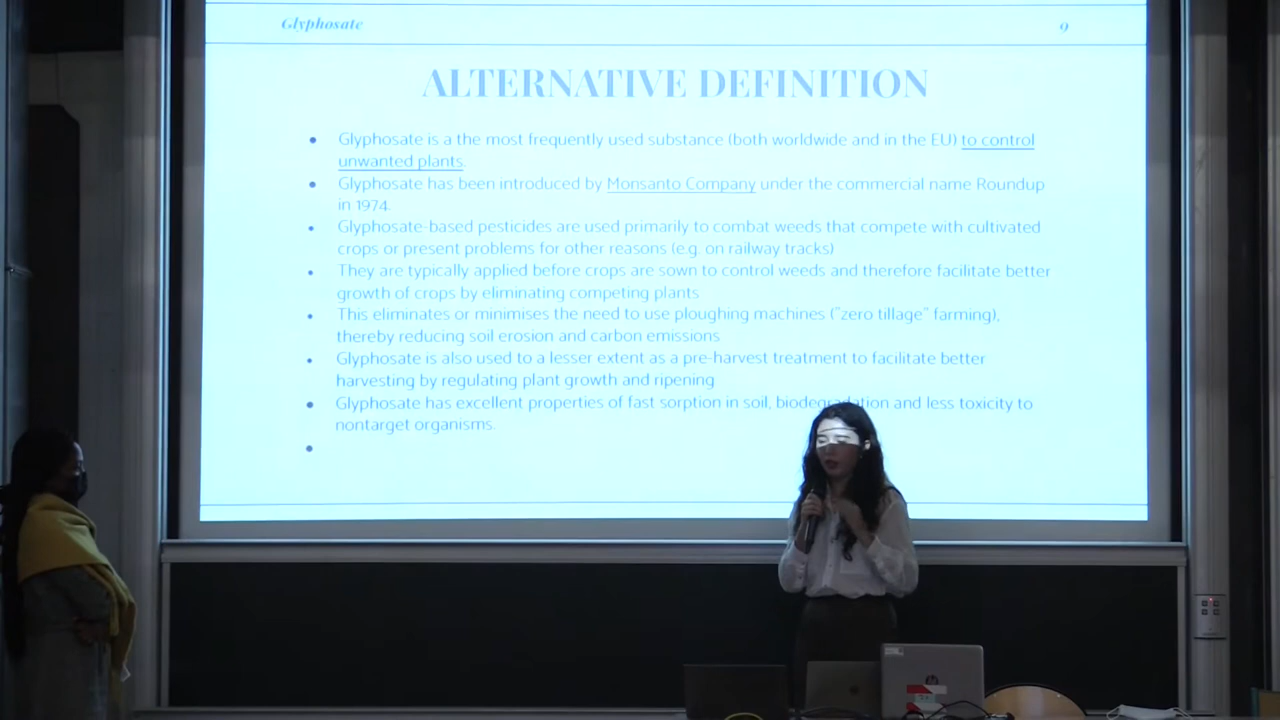 Glyphosate 9
ALTERNATIVE DEFINITION
• Glyphosate is a the most frequently used substance (both worldwide and in the EU) to control
unwanted plants.
• Glyphosate has been introduced by Monsanto Company under the commercial name Roundup
in 1974.
• Glyphosate-based pesticides are used primarily to combat weeds that compete with cultivated
crops or present problems for other reasons (e.g. on railway tracks)
• They are typically applied before crops are sown to control weeds and therefore facilitate better
growth of crops by eliminating competing plants
• This eliminates or minimises the need to use ploughing machines ("zero tillage" farming),
thereby reducing soil erosion and carbon emissions
• Glyphosate is also used to a lesser extent as a pre-harvest treatment to facilitate better
harvesting by regulating plant growth and ripening
• Glyphosate has excellent properties of fast sorption in soil, biodegradation and less toxicity to
nontarget organisms.
•
hp